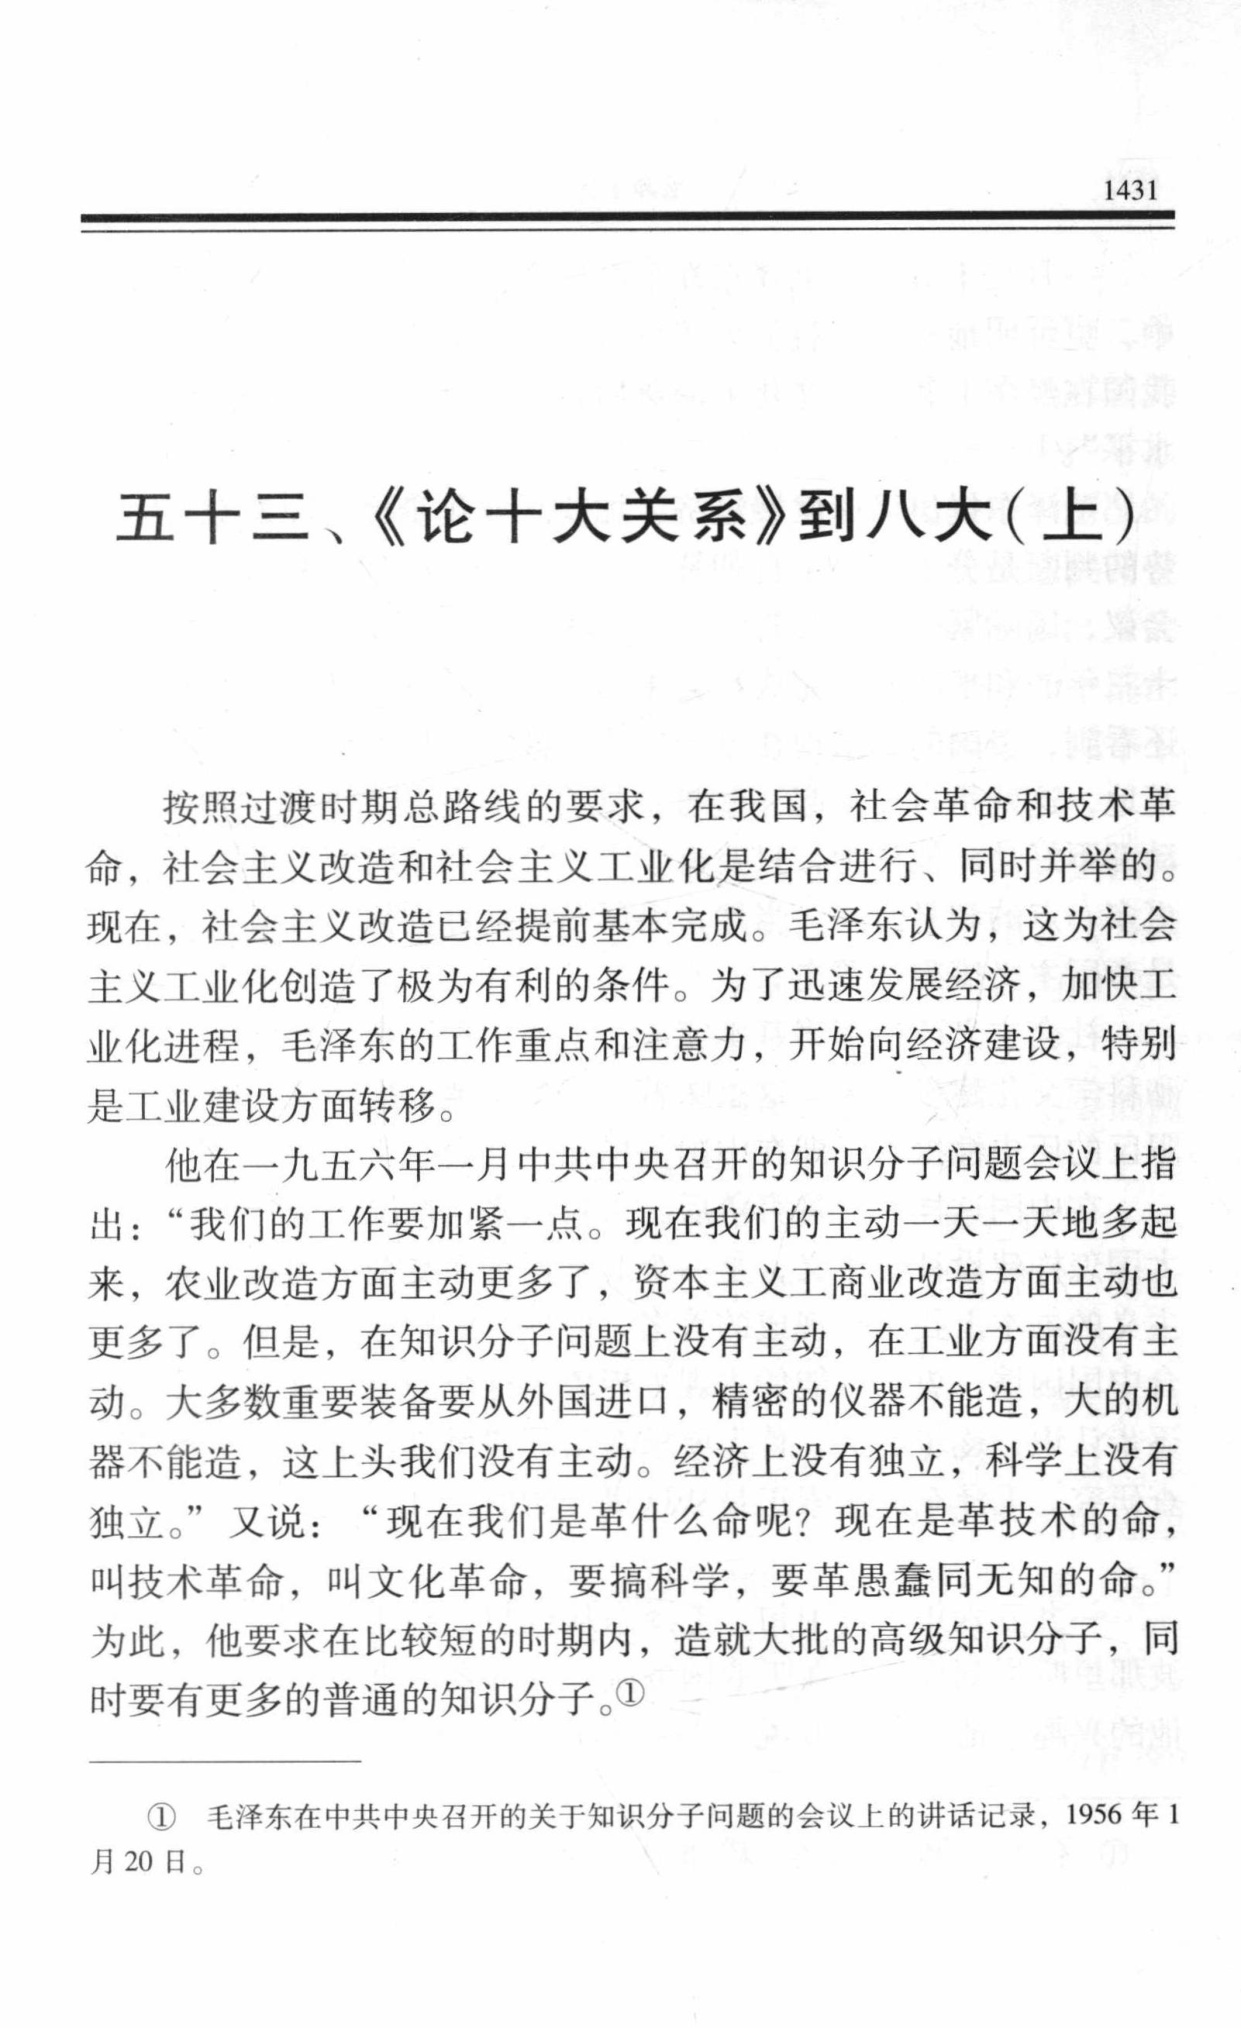 1431
五十三、《论十大关系》到八大(上)
按照过渡时期总路线的要求，在我国，社会革命和技术革
命，社会主义改造和社会主义工业化是结合进行、同时并举的。
现在，社会主义改造已经提前基本完成。毛泽东认为，这为社会
主义工业化创造了极为有利的条件。为了迅速发展经济，加快工
业化进程，毛泽东的工作重点和注意力，开始向经济建设，特别
是工业建设方面转移。
他在一九五六年一月中共中央召开的知识分子问题会议上指
出：“我们的工作要加紧一点。现在我们的主动一天一天地多起
来，农业改造方面主动更多了，资本主义工商业改造方面主动也
更多了。但是，在知识分子问题上没有主动，在工业方面没有主
动。大多数重要装备要从外国进口，精密的仪器不能造，大的机
器不能造，这上头我们没有主动。经济上没有独立，科学上没有
独立。”又说：“现在我们是革什么命呢？现在是革技术的命，
叫技术革命，叫文化革命，要搞科学，要革愚蠢同无知的命。”
为此，他要求在比较短的时期内，造就大批的高级知识分子，同
时要有更多的普通的知识分子。①
① 毛泽东在中共中央召开的关于知识分子问题的会议上的讲话记录，1956 年 1
月 20 日。